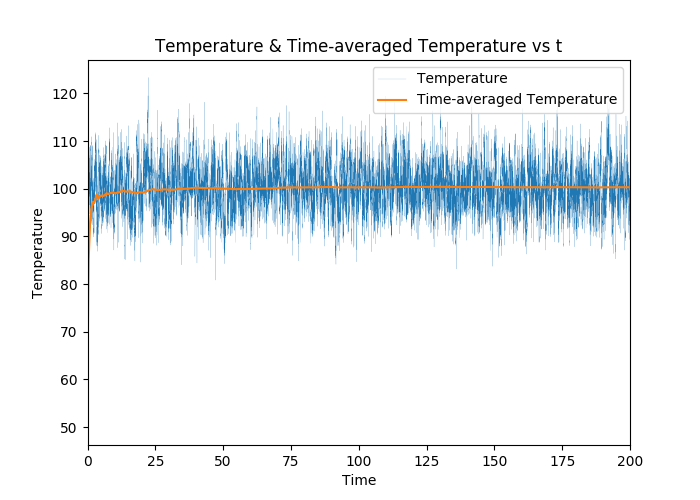 Temperature & Time-averaged Temperature vs t
Temperature
Time-averaged Temperature
120
110
100
90
80
70
60
50
Temperature
0 25 50 75 100 125 150 175 200
Time